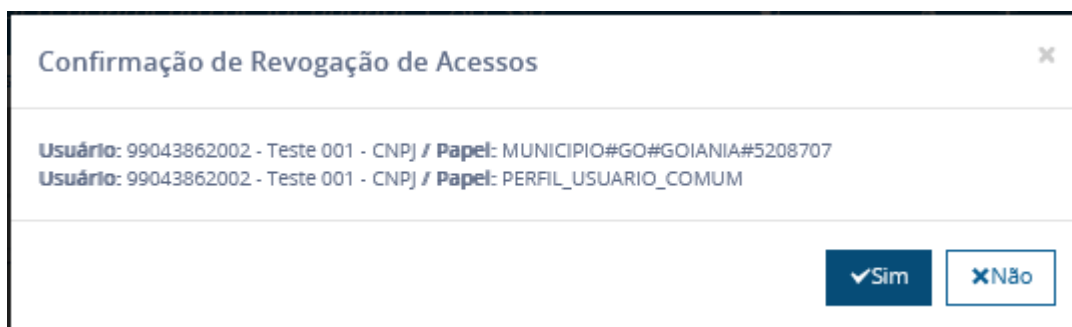 Confirmação de Revogação de Acessos
Usuário: 99043862002 - Teste 001 - CNPJ / Papel: MUNICIPIO#GO#GOIANIA#5208707
Usuário: 99043862002 - Teste 001 - CNPJ / Papel: PERFIL_USUARIO_COMUM
Sim
Não